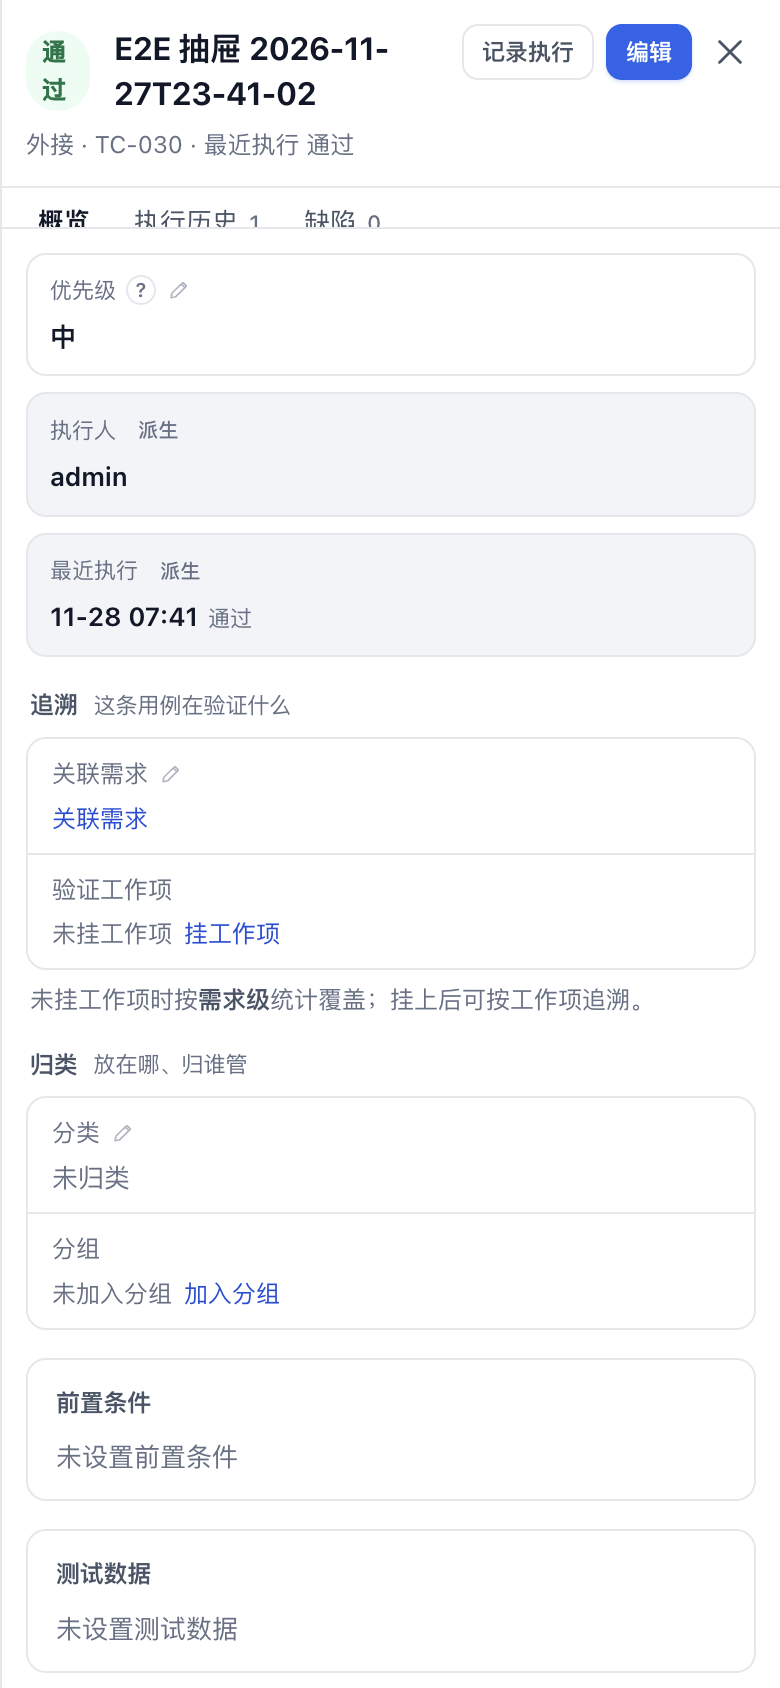 通过
E2E 抽屉 2026-11-27T23-41-02
记录执行
编辑
外接 · TC-030 · 最近执行 通过
概览 执行历史 1 缺陷 0
优先级 ?
中
执行人 派生
admin
最近执行 派生
11-28 07:41 通过
追溯 这条用例在验证什么
关联需求
关联需求
验证工作项
未挂工作项 挂工作项
未挂工作项时按需求级统计覆盖；挂上后可按工作项追溯。
归类 放在哪、归谁管
分类
未归类
分组
未加入分组 加入分组
前置条件
未设置前置条件
测试数据
未设置测试数据